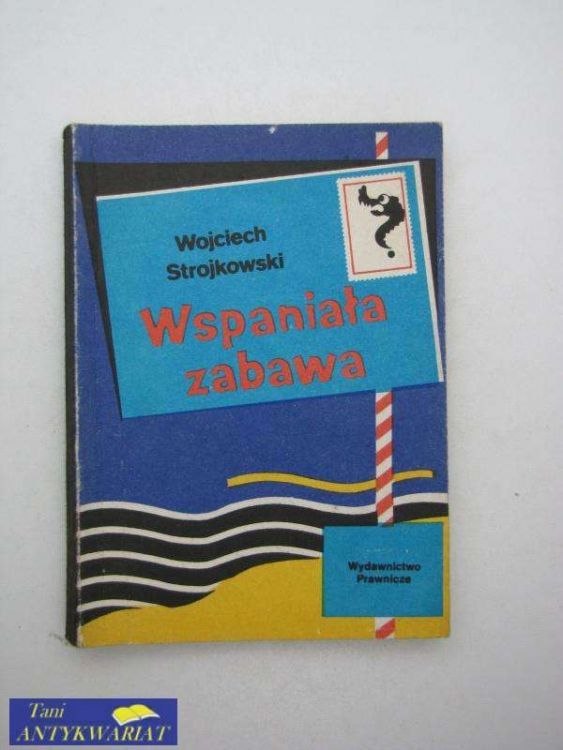 Wojciech
Strojkowski
Wspaniała
zabawa
Wydawnictwo
Prawnicze
Tani
ANTYKWARIAT